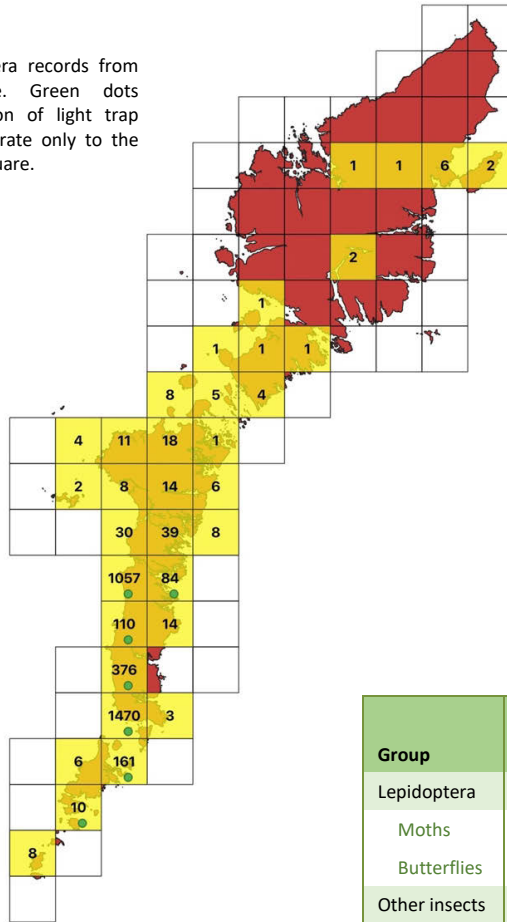 era records from
e. Green dots
on of light trap
rate only to the
uare.
1 1 6 2
2
1
1 1 1
8 5 4
4 11 18 1
2 8 14 6
30 39 8
1057 84
110 14
376
1470 3
6 161
10
8
Group
Lepidoptera
Moths
Butterflies
Other insects